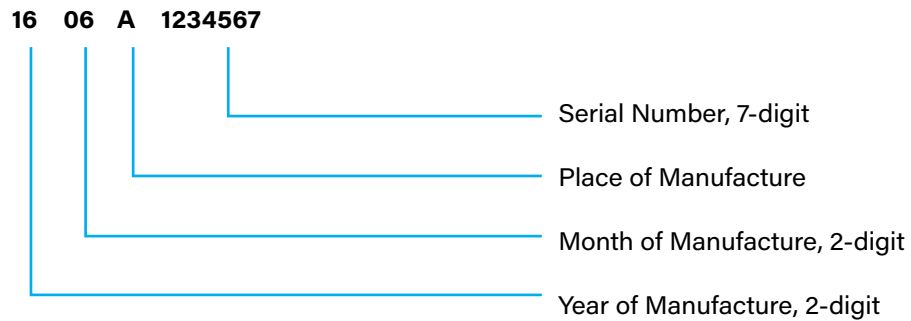 16 06 A 1234567
Serial Number, 7-digit
Place of Manufacture
Month of Manufacture, 2-digit
Year of Manufacture, 2-digit